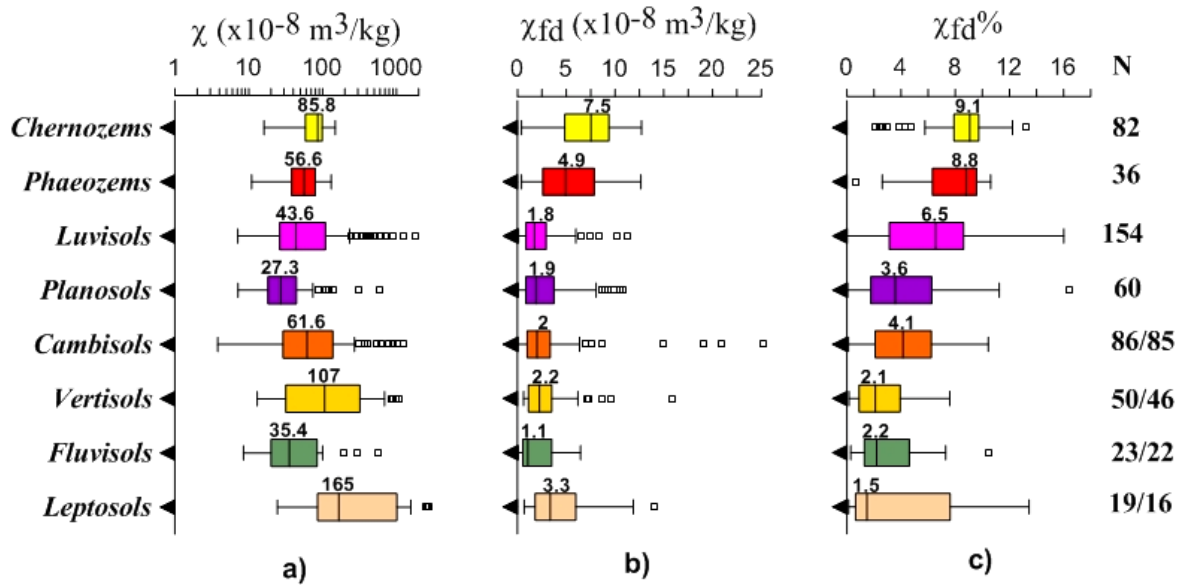 χ (x10-8 m3/kg) χfd (x10-8 m3/kg) χfd%
1 10 100 1000 0 5 10 15 20 25 0 4 8 12 16 N
Chernozems 85.8 7.5 9.1 82
Phaeozems 56.6 4.9 8.8 36
Luvisols 43.6 1.8 6.5 154
Planosols 27.3 1.9 3.6 60
Cambisols 61.6 2 4.1 86/85
Vertisols 107 2.2 2.1 50/46
Fluvisols 35.4 1.1 2.2 23/22
Leptosols 165 3.3 1.5 19/16
a) b) c)